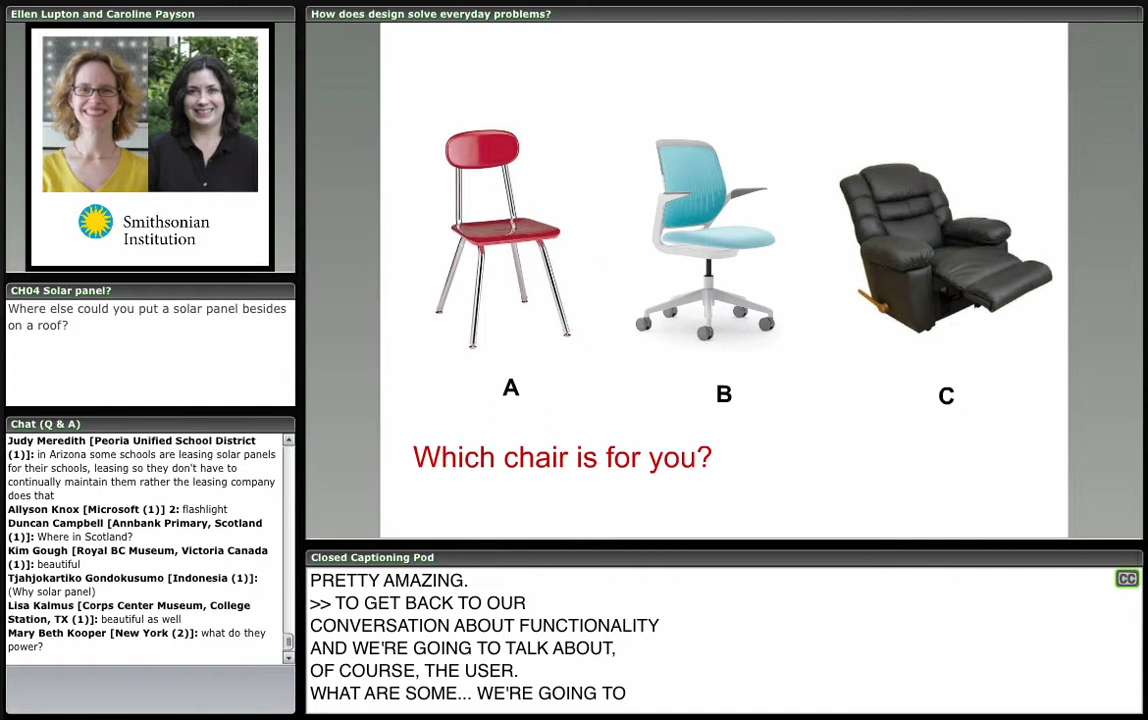 Ellen Lupton and Caroline Payson
Smithsonian
Institution
CH04 Solar panel?
Where else could you put a solar panel besides
on a roof?
Chat (Q & A)
Judy Meredith [Peoria Unified School District
(1)]: in Arizona some schools are leasing solar panels
for their schools, leasing so they don't have to
continually maintain them rather the leasing company
does that
Allyson Knox [Microsoft (1)] 2: flashlight
Duncan Campbell [Annbank Primary, Scotland
(1)]: Where in Scotland?
Kim Gough [Royal BC Museum, Victoria Canada
(1)]: beautiful
Tjahjokartiko Gondokusumo [Indonesia (1)]:
(Why solar panel)
Lisa Kalmus [Corps Center Museum, College
Station, TX (1)]: beautiful as well
Mary Beth Kooper [New York (2)]: what do they
power?
How does design solve everyday problems?
A
B
C
Which chair is for you?
Closed Captioning Pod
CC
PRETTY AMAZING.
>> TO GET BACK TO OUR
CONVERSATION ABOUT FUNCTIONALITY
AND WE'RE GOING TO TALK ABOUT,
OF COURSE, THE USER.
WHAT ARE SOME... WE'RE GOING TO